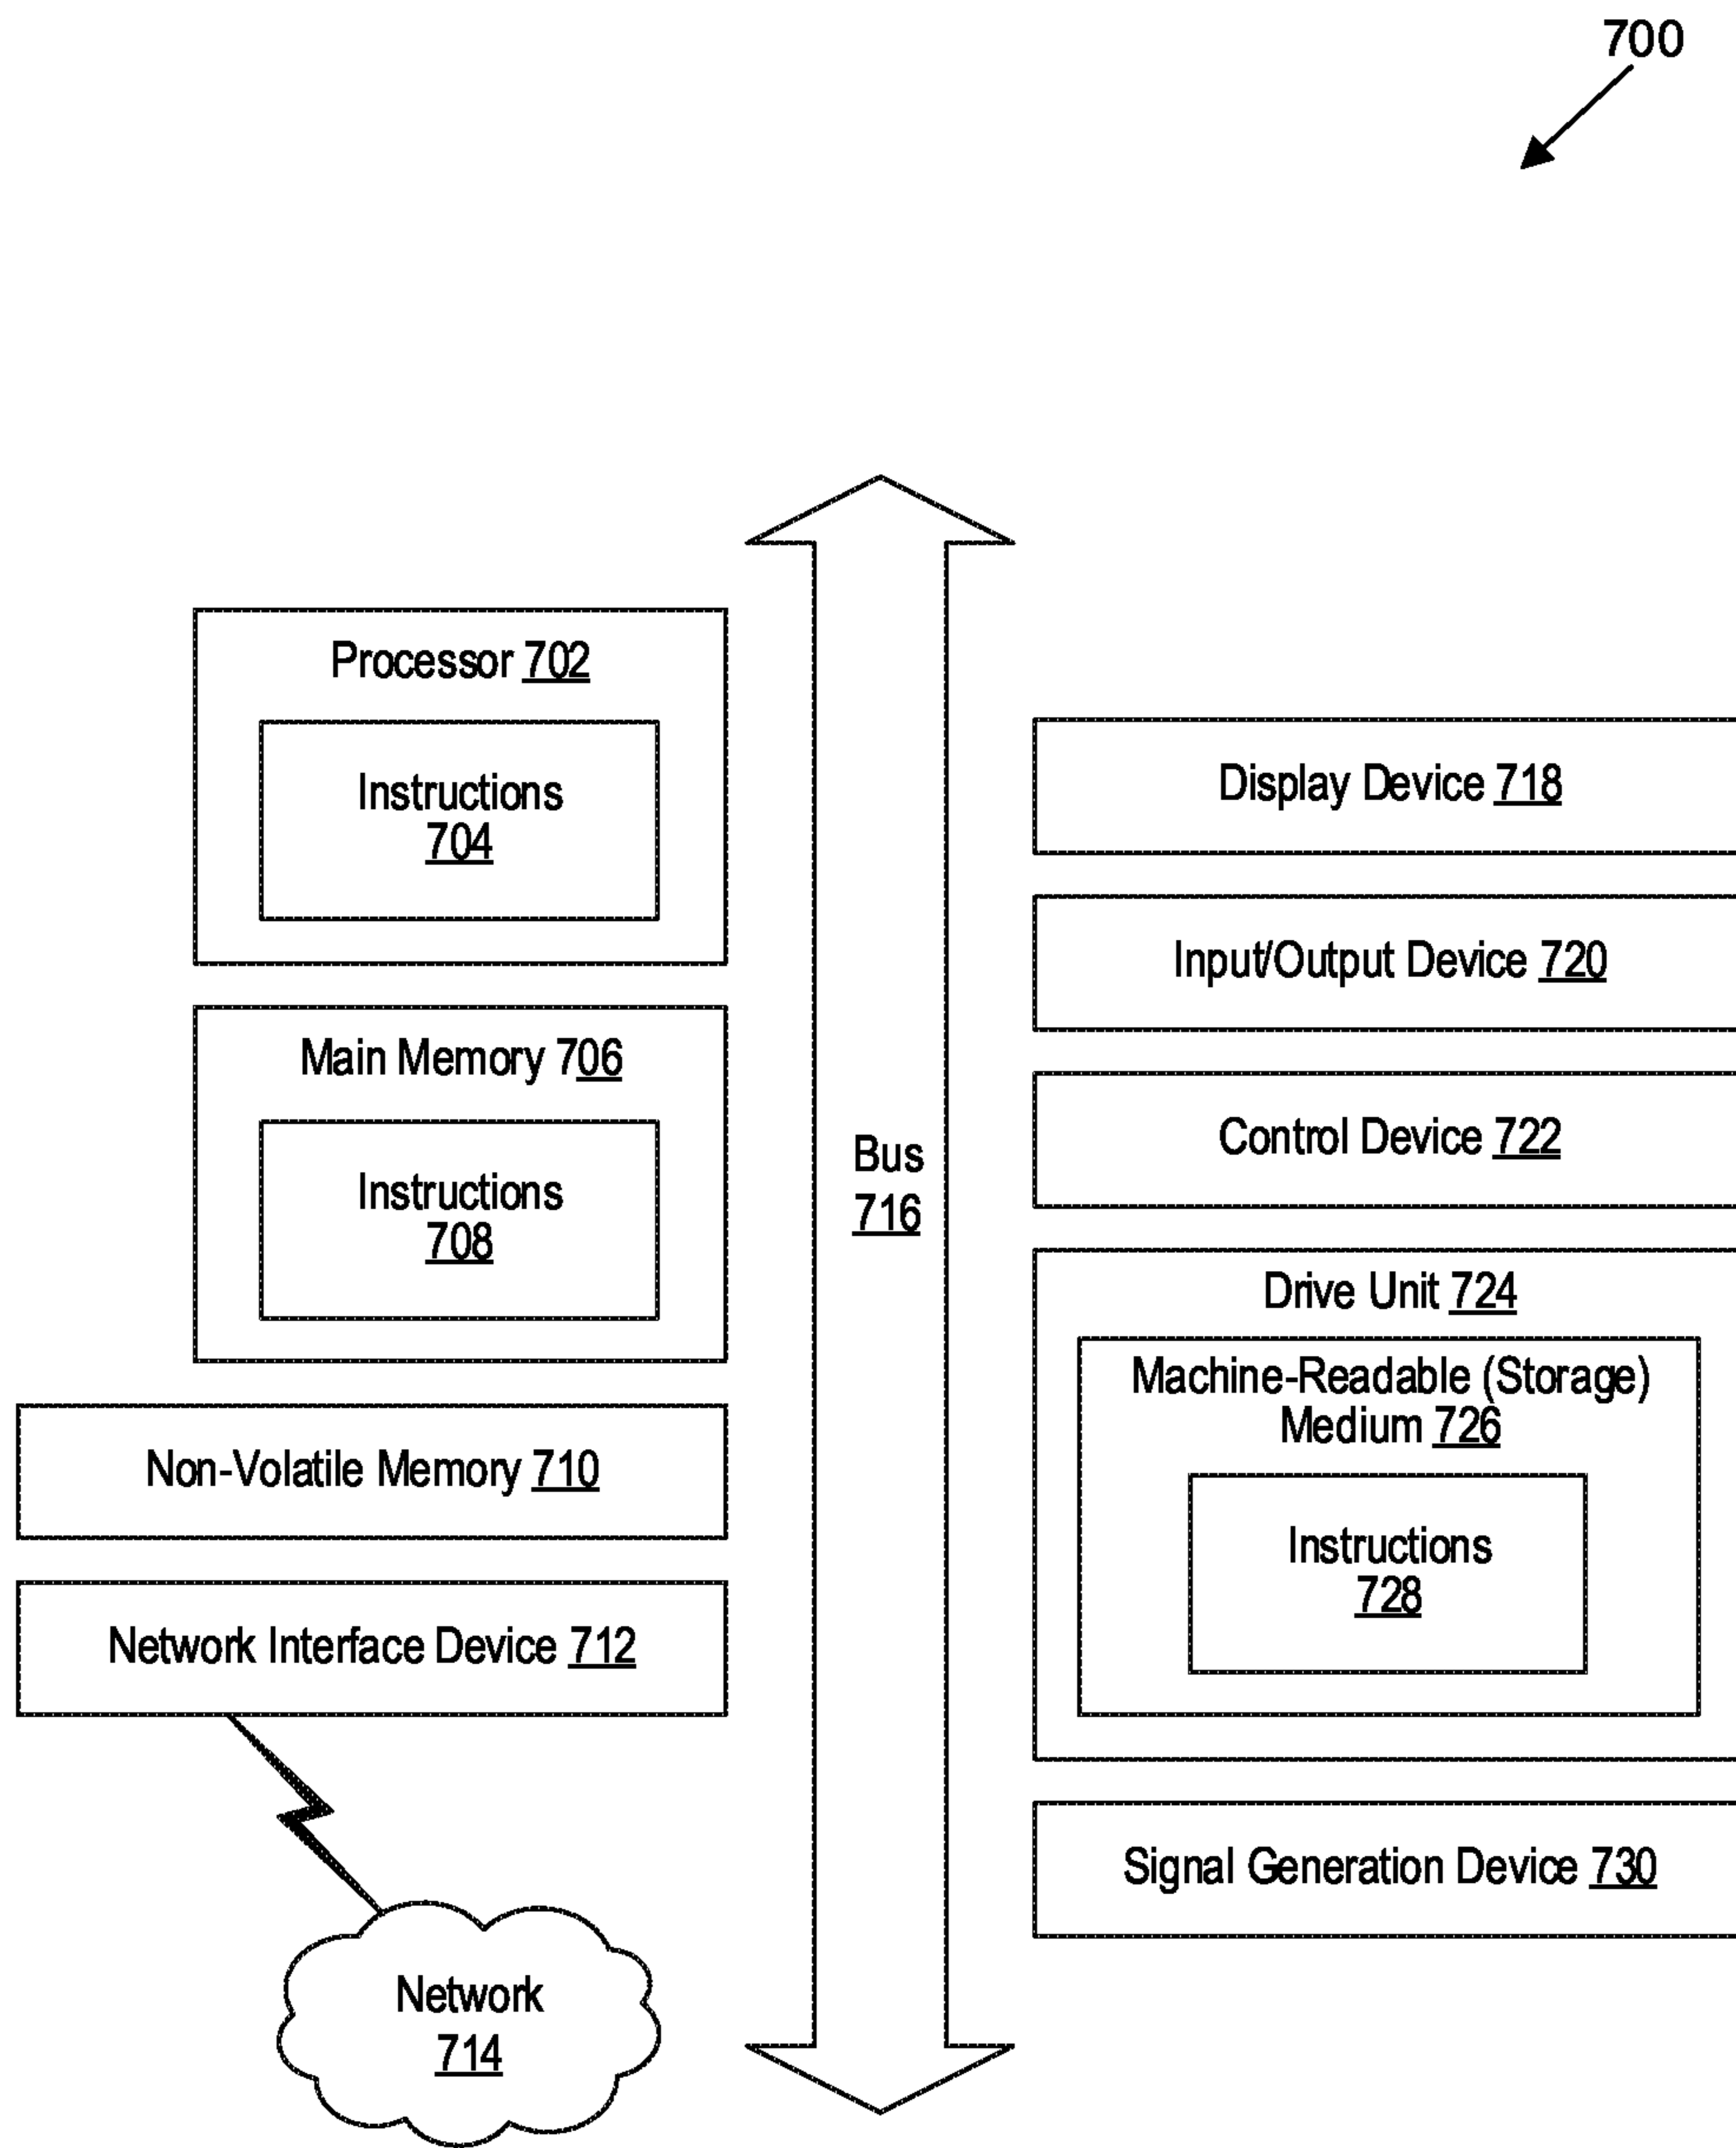 700
Processor 702
Instructions
704
Main Memory 706
Instructions
708
Non-Volatile Memory 710
Network Interface Device 712
Network
714
Bus
716
Display Device 718
Input/Output Device 720
Control Device 722
Drive Unit 724
Machine-Readable (Storage)
Medium 726
Instructions
728
Signal Generation Device 730